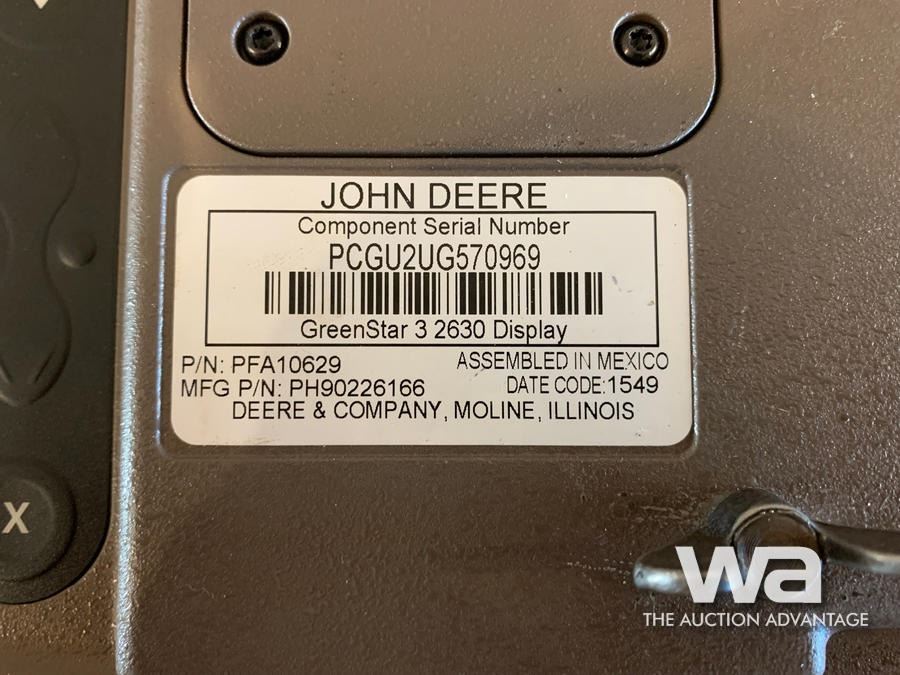 JOHN DEERE
Component Serial Number
PCGU2UG570969
GreenStar 3 2630 Display
P/N: PFA10629 ASSEMBLED IN MEXICO
MFG P/N: PH90226166 DATE CODE:1549
DEERE & COMPANY, MOLINE, ILLINOIS
X
wa
THE AUCTION ADVANTAGE